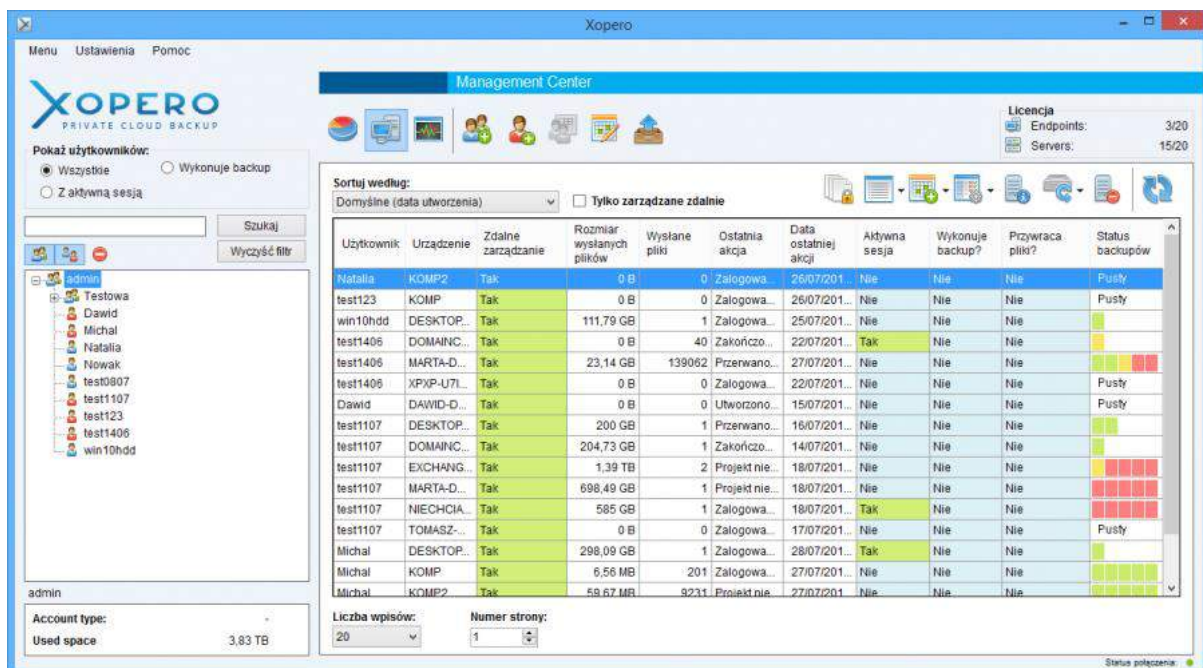 Xopero
Menu Ustawienia Pomoc
XOPERO
PRIVATE CLOUD BACKUP
Management Center
Licencja
Endpoints: 3/20
Servers: 15/20
Pokaż użytkowników:
Wszystkie Wykonuje backup
Z aktywną sesją
Szukaj
Wyczyść filtr
admin
Testowa
Dawid
Michal
Natalia
Nowak
test0807
test1107
test123
test1406
win10hdd
admin
Account type: -
Used space 3,83 TB
Sortuj według:
Domyślne (data utworzenia) Tylko zarządzane zdalnie
Użytkownik Urządzenie Zdalne zarządzanie Rozmiar wysłanych plików Wysłane pliki Ostatnia akcja Data ostatniej akcji Aktywna sesja Wykonuje backup? Przywraca pliki? Status backupów
Natalia KOMP2 Tak 0 B 0 Zalogowa... 26/07/201... Nie Nie Nie Pusty
test123 KOMP Tak 0 B 0 Zalogowa... 26/07/201... Nie Nie Nie Pusty
win10hdd DESKTOP... Tak 111,79 GB 1 Zalogowa... 25/07/201... Nie Nie Nie
test1406 DOMAINC... Tak 0 B 40 Zakończo... 22/07/201... Tak Nie Nie
test1406 MARTA-D... Tak 23,14 GB 139062 Przerwano... 27/07/201... Nie Nie Nie
test1406 XPXP-U7I... Tak 0 B 0 Zalogowa... 22/07/201... Nie Nie Nie Pusty
Dawid DAWID-D... Tak 0 B 0 Utworzono... 15/07/201... Nie Nie Nie Pusty
test1107 DESKTOP... Tak 200 GB 1 Przerwano... 16/07/201... Nie Nie Nie
test1107 DOMAINC... Tak 204,73 GB 1 Zakończo... 14/07/201... Nie Nie Nie
test1107 EXCHANG... Tak 1,39 TB 2 Projekt nie... 18/07/201... Nie Nie Nie
test1107 MARTA-D... Tak 698,49 GB 1 Projekt nie... 18/07/201... Nie Nie Nie
test1107 NIECHCIA... Tak 585 GB 1 Zalogowa... 18/07/201... Tak Nie Nie
test1107 TOMASZ-... Tak 0 B 0 Zalogowa... 17/07/201... Nie Nie Nie Pusty
Michal DESKTOP... Tak 298,09 GB 1 Zalogowa... 28/07/201... Tak Nie Nie
Michal KOMP Tak 6,56 MB 201 Zalogowa... 27/07/201... Nie Nie Nie
Michal KOMP2 Tak 59,67 MB 9231 Projekt nie... 27/07/201... Nie Nie Nie
Liczba wpisów: Numer strony:
20 1
Status połączenia: